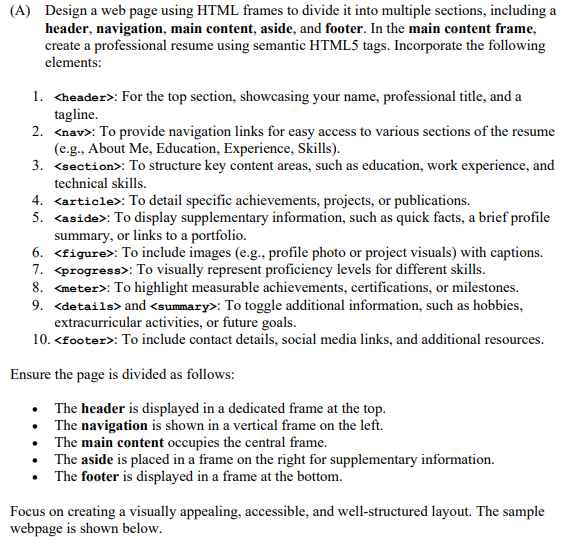 (A) Design a web page using HTML frames to divide it into multiple sections, including a
header, navigation, main content, aside, and footer. In the main content frame,
create a professional resume using semantic HTML5 tags. Incorporate the following
elements:
1. <header>: For the top section, showcasing your name, professional title, and a
tagline.
2. <nav>: To provide navigation links for easy access to various sections of the resume
(e.g., About Me, Education, Experience, Skills).
3. <section>: To structure key content areas, such as education, work experience, and
technical skills.
4. <article>: To detail specific achievements, projects, or publications.
5. <aside>: To display supplementary information, such as quick facts, a brief profile
summary, or links to a portfolio.
6. <figure>: To include images (e.g., profile photo or project visuals) with captions.
7. <progress>: To visually represent proficiency levels for different skills.
8. <meter>: To highlight measurable achievements, certifications, or milestones.
9. <details> and <summary>: To toggle additional information, such as hobbies,
extracurricular activities, or future goals.
10. <footer>: To include contact details, social media links, and additional resources.
Ensure the page is divided as follows:
• The header is displayed in a dedicated frame at the top.
• The navigation is shown in a vertical frame on the left.
• The main content occupies the central frame.
• The aside is placed in a frame on the right for supplementary information.
• The footer is displayed in a frame at the bottom.
Focus on creating a visually appealing, accessible, and well-structured layout. The sample
webpage is shown below.